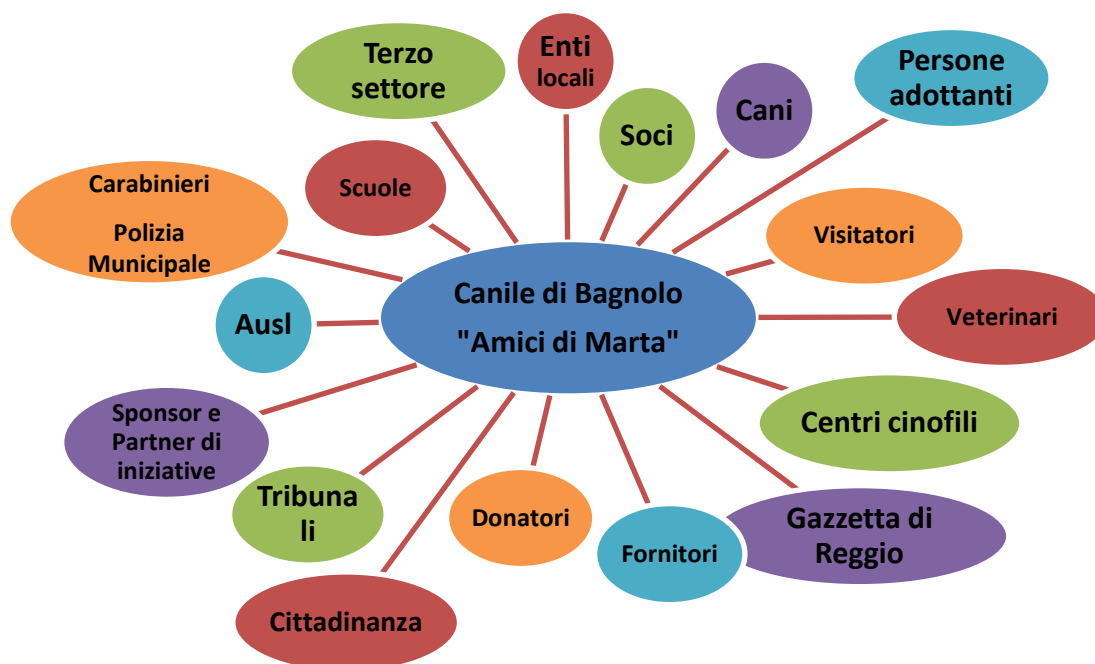 Terzo
settore
Enti
locali
Soci
Cani
Persone
adottanti
Carabinieri
Polizia
Municipale
Scuole
Visitatori
Canile di Bagnolo
"Amici di Marta"
Ausl
Veterinari
Sponsor e
Partner di
iniziative
Centri cinofili
Tribuna
li
Donatori
Fornitori
Gazzetta di
Reggio
Cittadinanza